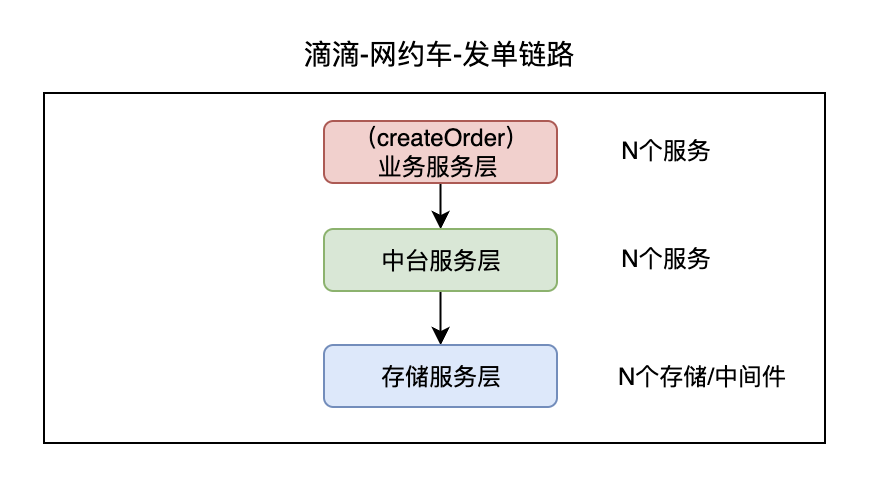 滴滴-网约车-发单链路
（createOrder）
业务服务层
N个服务
中台服务层
N个服务
存储服务层
N个存储/中间件